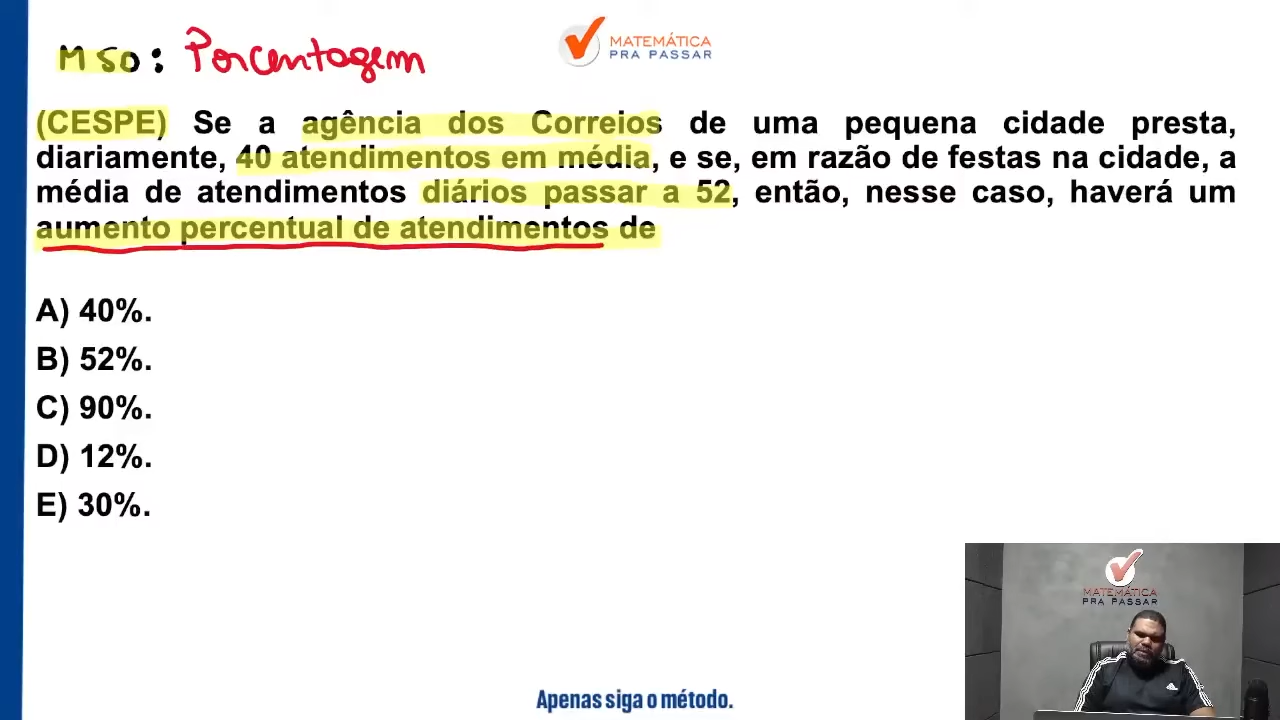 M50: Porcentagem
MATEMÁTICA
PRA PASSAR
(CESPE) Se a agência dos Correios de uma pequena cidade presta,
diariamente, 40 atendimentos em média, e se, em razão de festas na cidade, a
média de atendimentos diários passar a 52, então, nesse caso, haverá um
aumento percentual de atendimentos de
A) 40%.
B) 52%.
C) 90%.
D) 12%.
E) 30%.
MATEMÁTICA
PRA PASSAR
Apenas siga o método.